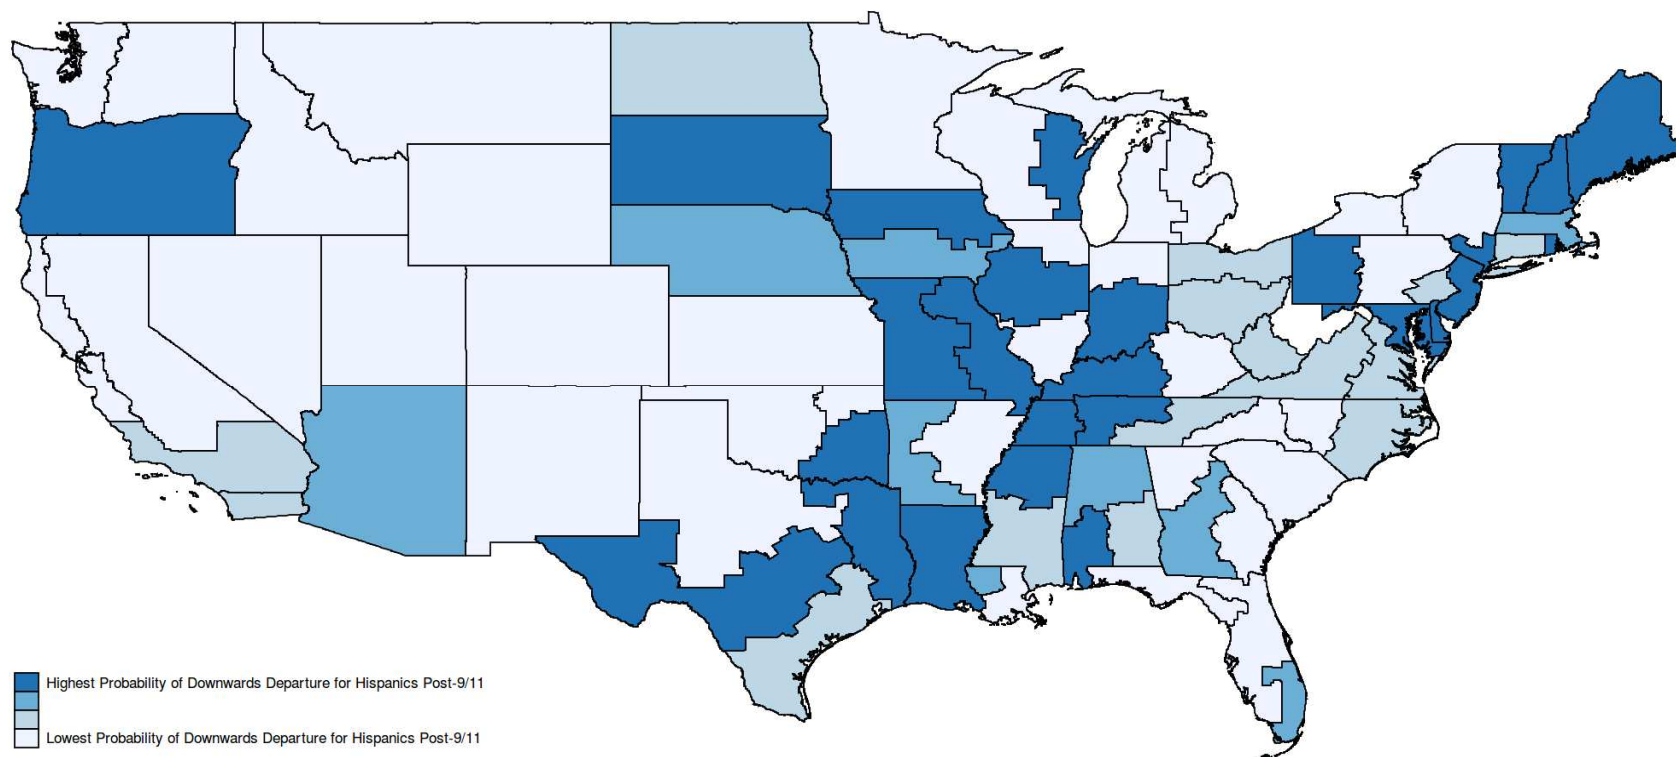 Highest Probability of Downwards Departure for Hispanics Post-9/11
Lowest Probability of Downwards Departure for Hispanics Post-9/11